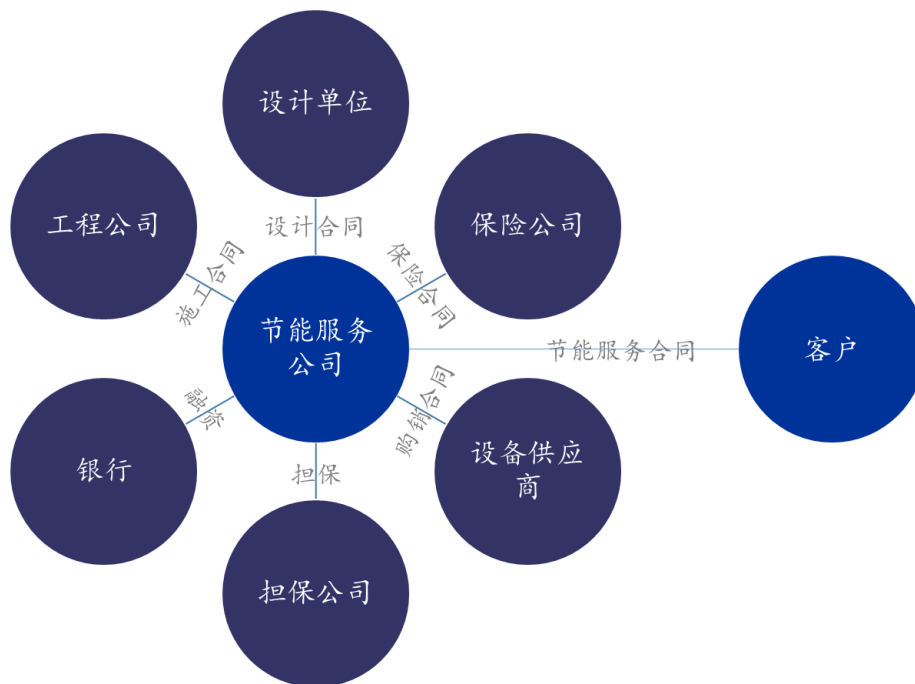 设计单位
工程公司
设计合同
保险公司
施工合同
保险合同
节能服务
公司
节能服务合同
客户
融资
购销合同
银行
担保
设备供应
商
担保公司